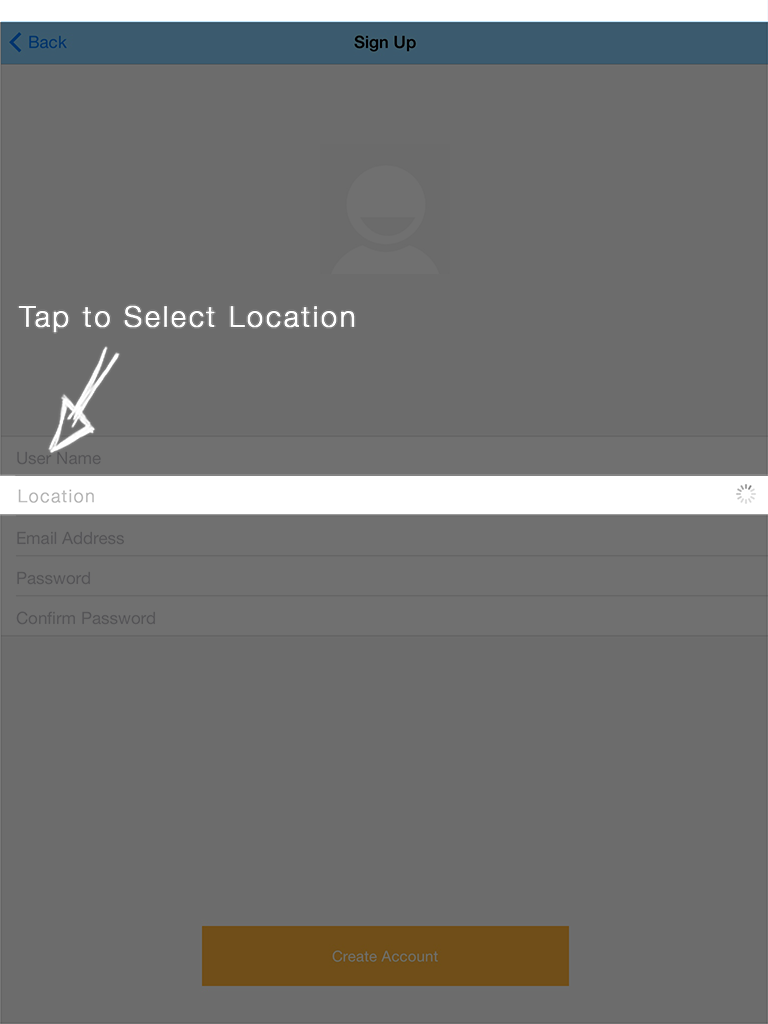 Back
Sign Up
Tap to Select Location
User Name
Location
Email Address
Password
Confirm Password
Create Account